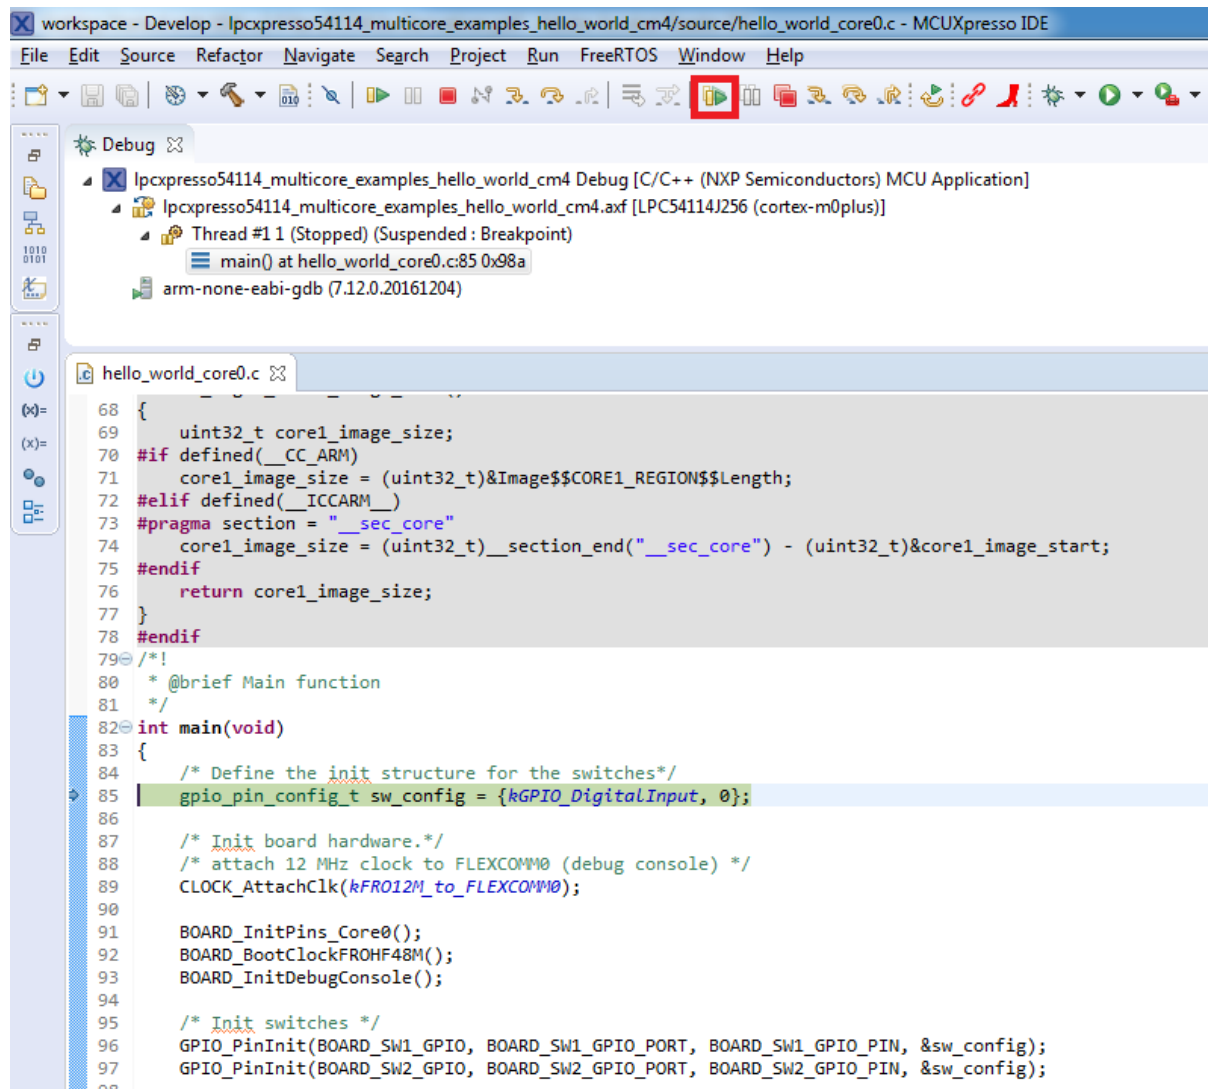 workspace - Develop - lpcxpresso54114_multicore_examples_hello_world_cm4/source/hello_world_core0.c - MCUXpresso IDE
File Edit Source Refactor Navigate Search Project Run FreeRTOS Window Help
Debug
lpcxpresso54114_multicore_examples_hello_world_cm4 Debug [C/C++ (NXP Semiconductors) MCU Application]
lpcxpresso54114_multicore_examples_hello_world_cm4.axf [LPC54114J256 (cortex-m0plus)]
Thread #1 1 (Stopped) (Suspended : Breakpoint)
main() at hello_world_core0.c:85 0x98a
arm-none-eabi-gdb (7.12.0.20161204)
hello_world_core0.c
68 {
69     uint32_t core1_image_size;
70 #if defined(__CC_ARM)
71     core1_image_size = (uint32_t)&Image$$CORE1_REGION$$Length;
72 #elif defined(__ICCARM__)
73 #pragma section = "__sec_core"
74     core1_image_size = (uint32_t)__section_end("__sec_core") - (uint32_t)&core1_image_start;
75 #endif
76     return core1_image_size;
77 }
78 #endif
79 /*!
80  * @brief Main function
81  */
82 int main(void)
83 {
84     /* Define the init structure for the switches*/
85     gpio_pin_config_t sw_config = {kGPIO_DigitalInput, 0};
86
87     /* Init board hardware.*/
88     /* attach 12 MHz clock to FLEXCOMM0 (debug console) */
89     CLOCK_AttachClk(kFRO12M_to_FLEXCOMM0);
90
91     BOARD_InitPins_Core0();
92     BOARD_BootClockFROHF48M();
93     BOARD_InitDebugConsole();
94
95     /* Init switches */
96     GPIO_PinInit(BOARD_SW1_GPIO, BOARD_SW1_GPIO_PORT, BOARD_SW1_GPIO_PIN, &sw_config);
97     GPIO_PinInit(BOARD_SW2_GPIO, BOARD_SW2_GPIO_PORT, BOARD_SW2_GPIO_PIN, &sw_config);